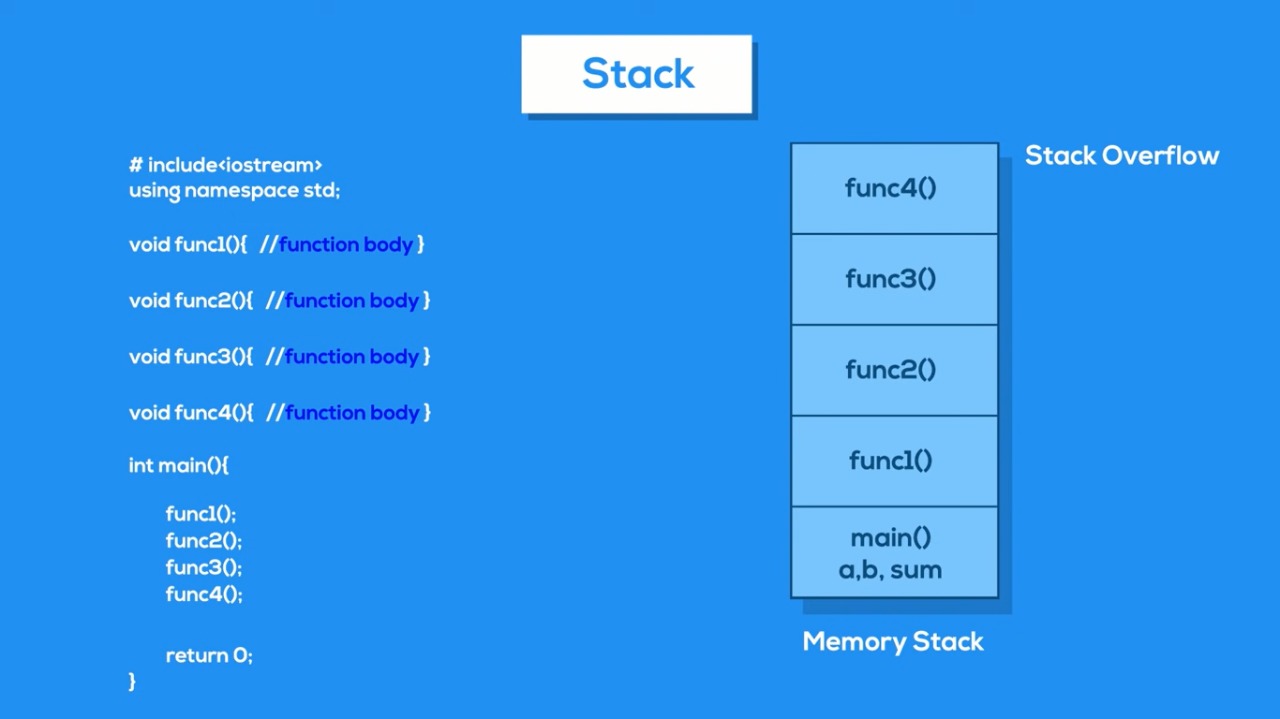 Stack
# include<iostream>
using namespace std;
void func1(){ //function body }
void func2(){ //function body }
void func3(){ //function body }
void func4(){ //function body }
int main(){
func1();
func2();
func3();
func4();
return 0;
}
Stack Overflow
func4()
func3()
func2()
func1()
main()
a,b, sum
Memory Stack